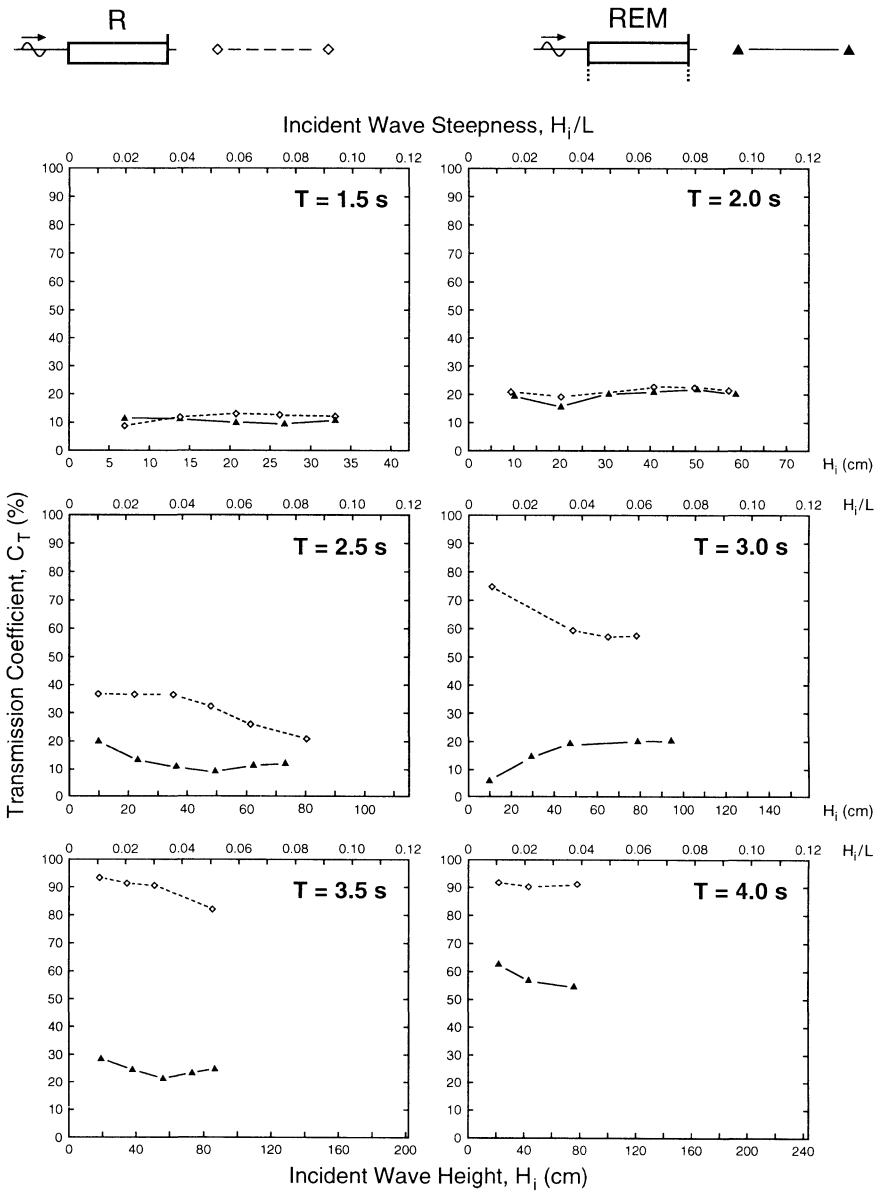 R REM
Incident Wave Steepness, Hi/L
0 0.02 0.04 0.06 0.08 0.10 0.12 0 0.02 0.04 0.06 0.08 0.10 0.12
T = 1.5 s T = 2.0 s
100 100
90 90
80 80
70 70
60 60
50 50
40 40
30 30
20 20
10 10
0 0
0 5 10 15 20 25 30 35 40 0 10 20 30 40 50 60 70 Hi (cm)
Transmission Coefficient, CT (%)
0 0.02 0.04 0.06 0.08 0.10 0.12 0 0.02 0.04 0.06 0.08 0.10 0.12 Hi/L
T = 2.5 s T = 3.0 s
100 100
90 90
80 80
70 70
60 60
50 50
40 40
30 30
20 20
10 10
0 0
0 20 40 60 80 100 0 20 40 60 80 100 120 140 Hi (cm)
0 0.02 0.04 0.06 0.08 0.10 0.12 0 0.02 0.04 0.06 0.08 0.10 0.12 Hi/L
T = 3.5 s T = 4.0 s
100 100
90 90
80 80
70 70
60 60
50 50
40 40
30 30
20 20
10 10
0 0
0 40 80 120 160 200 0 40 80 120 160 200 240
Incident Wave Height, Hi (cm)